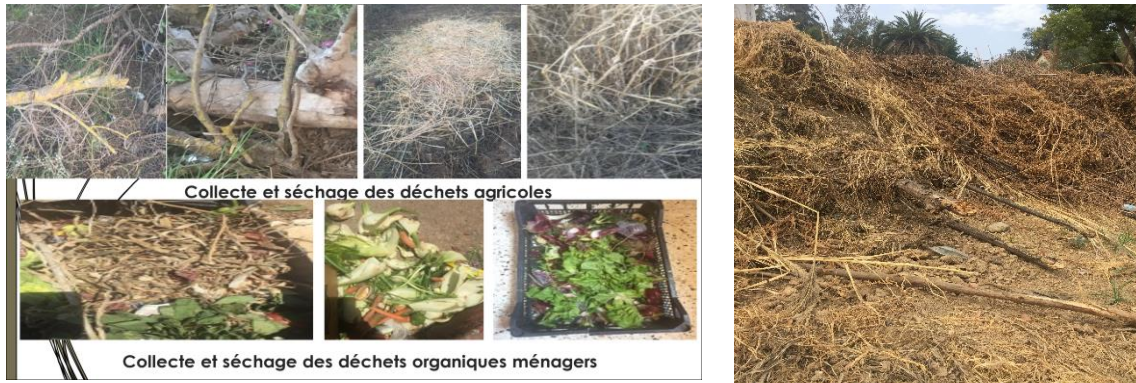 Collecte et séchage des déchets agricoles
Collecte et séchage des déchets organiques ménagers